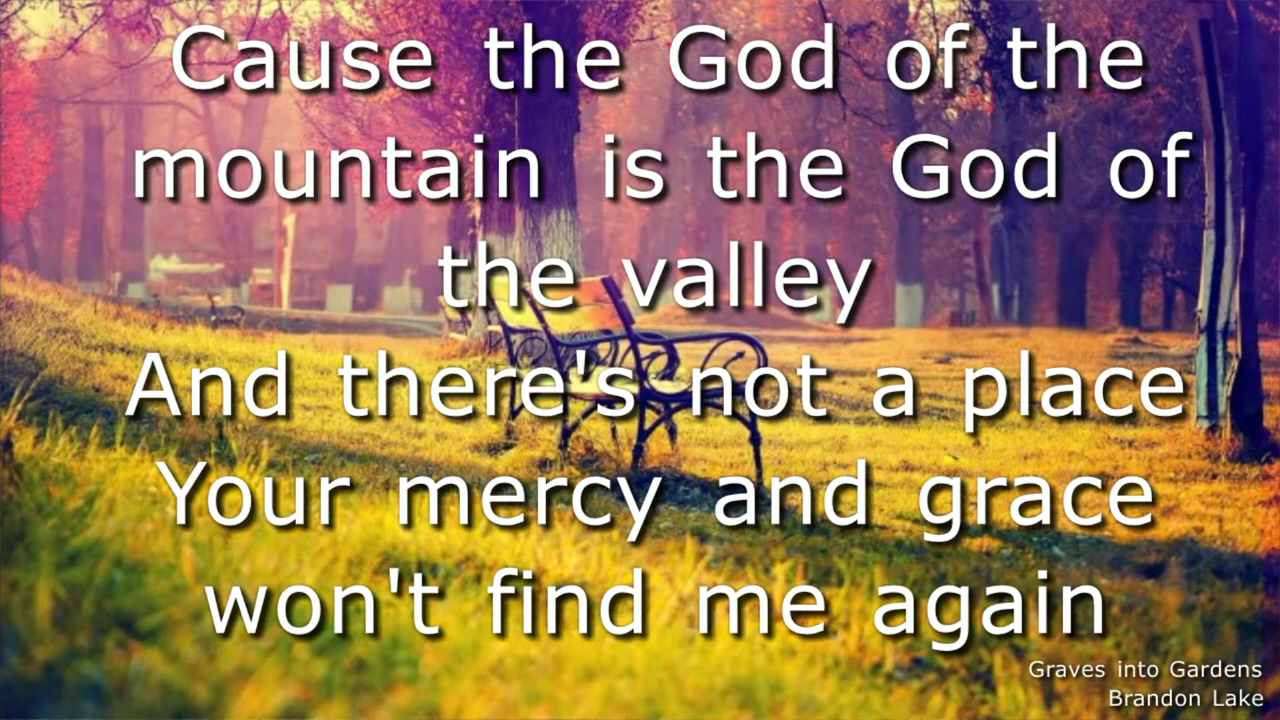 Cause the God of the
mountain is the God of
the valley
And there's not a place
Your mercy and grace
won't find me again
Graves into Gardens
Brandon Lake